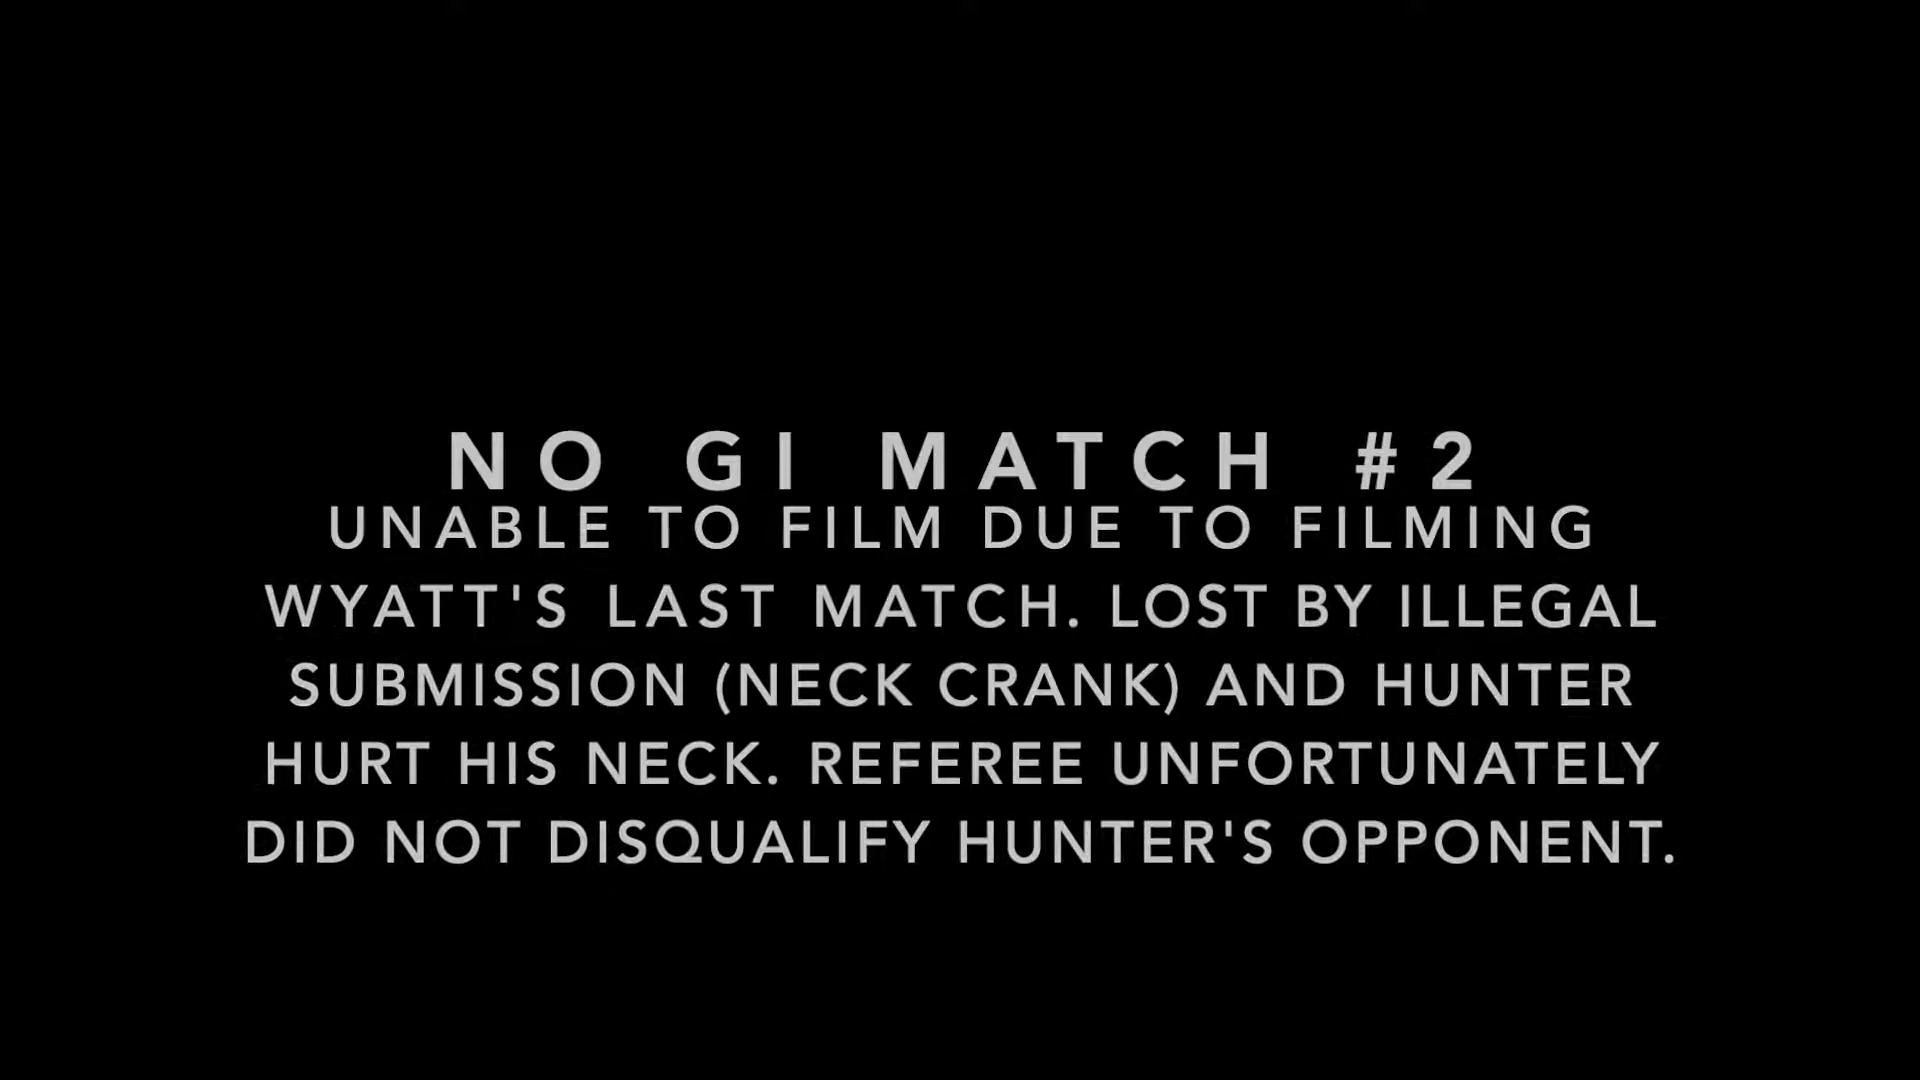 NO GI MATCH #2
UNABLE TO FILM DUE TO FILMING
WYATT'S LAST MATCH. LOST BY ILLEGAL
SUBMISSION (NECK CRANK) AND HUNTER
HURT HIS NECK. REFEREE UNFORTUNATELY
DID NOT DISQUALIFY HUNTER'S OPPONENT.